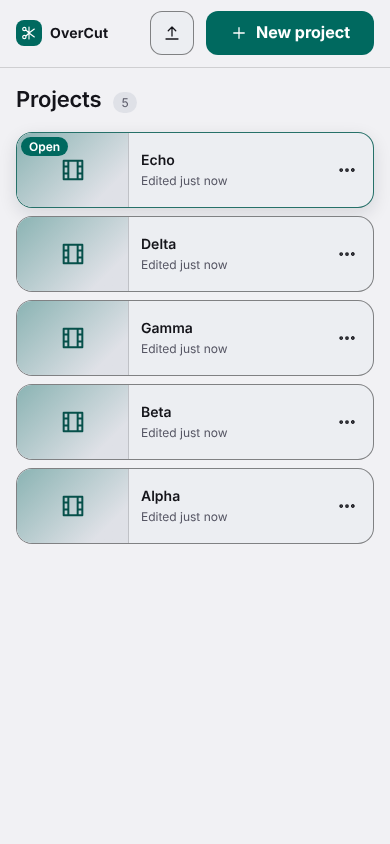 OverCut
New project
Projects 5
Open
Echo
Edited just now
Delta
Edited just now
Gamma
Edited just now
Beta
Edited just now
Alpha
Edited just now